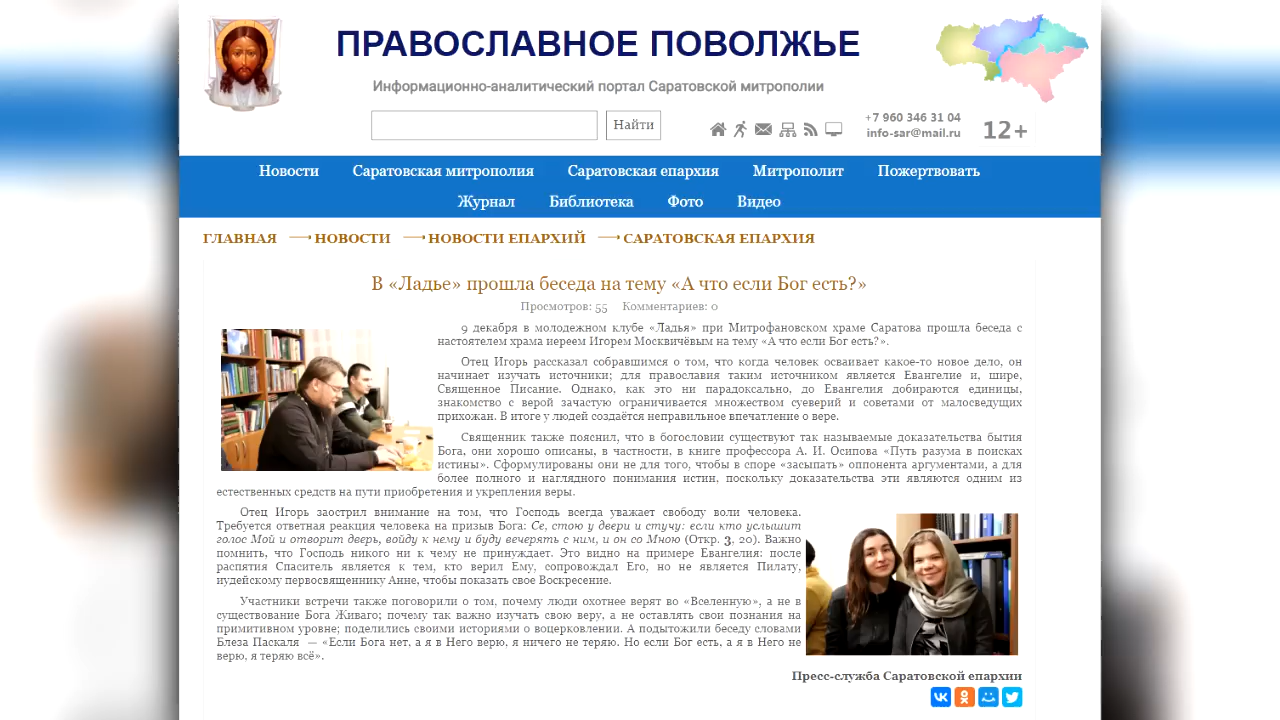 ПРАВОСЛАВНОЕ ПОВОЛЖЬЕ
Информационно-аналитический портал Саратовской митрополии
Найти
+7 960 346 31 04
info-sar@mail.ru
12+
Новости Саратовская митрополия Саратовская епархия Митрополит Пожертвовать
Журнал Библиотека Фото Видео
ГЛАВНАЯ НОВОСТИ НОВОСТИ ЕПАРХИЙ САРАТОВСКАЯ ЕПАРХИЯ
В «Ладье» прошла беседа на тему «А что если Бог есть?»
Просмотров: 55 Комментариев: 0
9 декабря в молодежном клубе «Ладья» при Митрофановском храме Саратова прошла беседа с
настоятелем храма иереем Игорем Москвичёвым на тему «А что если Бог есть?».
Отец Игорь рассказал собравшимся о том, что когда человек осваивает какое-то новое дело, он
начинает изучать источники; для православия таким источником является Евангелие и, шире,
Священное Писание. Однако, как это ни парадоксально, до Евангелия добираются единицы,
знакомство с верой зачастую ограничивается множеством суеверий и советами от малосведущих
прихожан. В итоге у людей создаётся неправильное впечатление о вере.
Священник также пояснил, что в богословии существуют так называемые доказательства бытия
Бога, они хорошо описаны, в частности, в книге профессора А. И. Осипова «Путь разума в поисках
истины». Сформулированы они не для того, чтобы в споре «засыпать» оппонента аргументами, а для
более полного и наглядного понимания истин, поскольку доказательства эти являются одним из
естественных средств на пути приобретения и укрепления веры.
Отец Игорь заострил внимание на том, что Господь всегда уважает свободу воли человека.
Требуется ответная реакция человека на призыв Бога: Се, стою у двери и стучу: если кто услышит
голос Мой и отворит дверь, войду к нему и буду вечерять с ним, и он со Мною (Откр. 3, 20). Важно
помнить, что Господь никого ни к чему не принуждает. Это видно на примере Евангелия: после
распятия Спаситель является к тем, кто верил Ему, сопровождал Его, но не является Пилату,
иудейскому первосвященнику Анне, чтобы показать свое Воскресение.
Участники встречи также поговорили о том, почему люди охотнее верят во «Вселенную», а не в
существование Бога Живаго; почему так важно изучать свою веру, а не оставлять свои познания на
примитивном уровне; поделились своими историями о воцерковлении. А подытожили беседу словами
Блеза Паскаля — «Если Бога нет, а я в Него верю, я ничего не теряю. Но если Бог есть, а я в Него не
верю, я теряю всё».
Пресс-служба Саратовской епархии